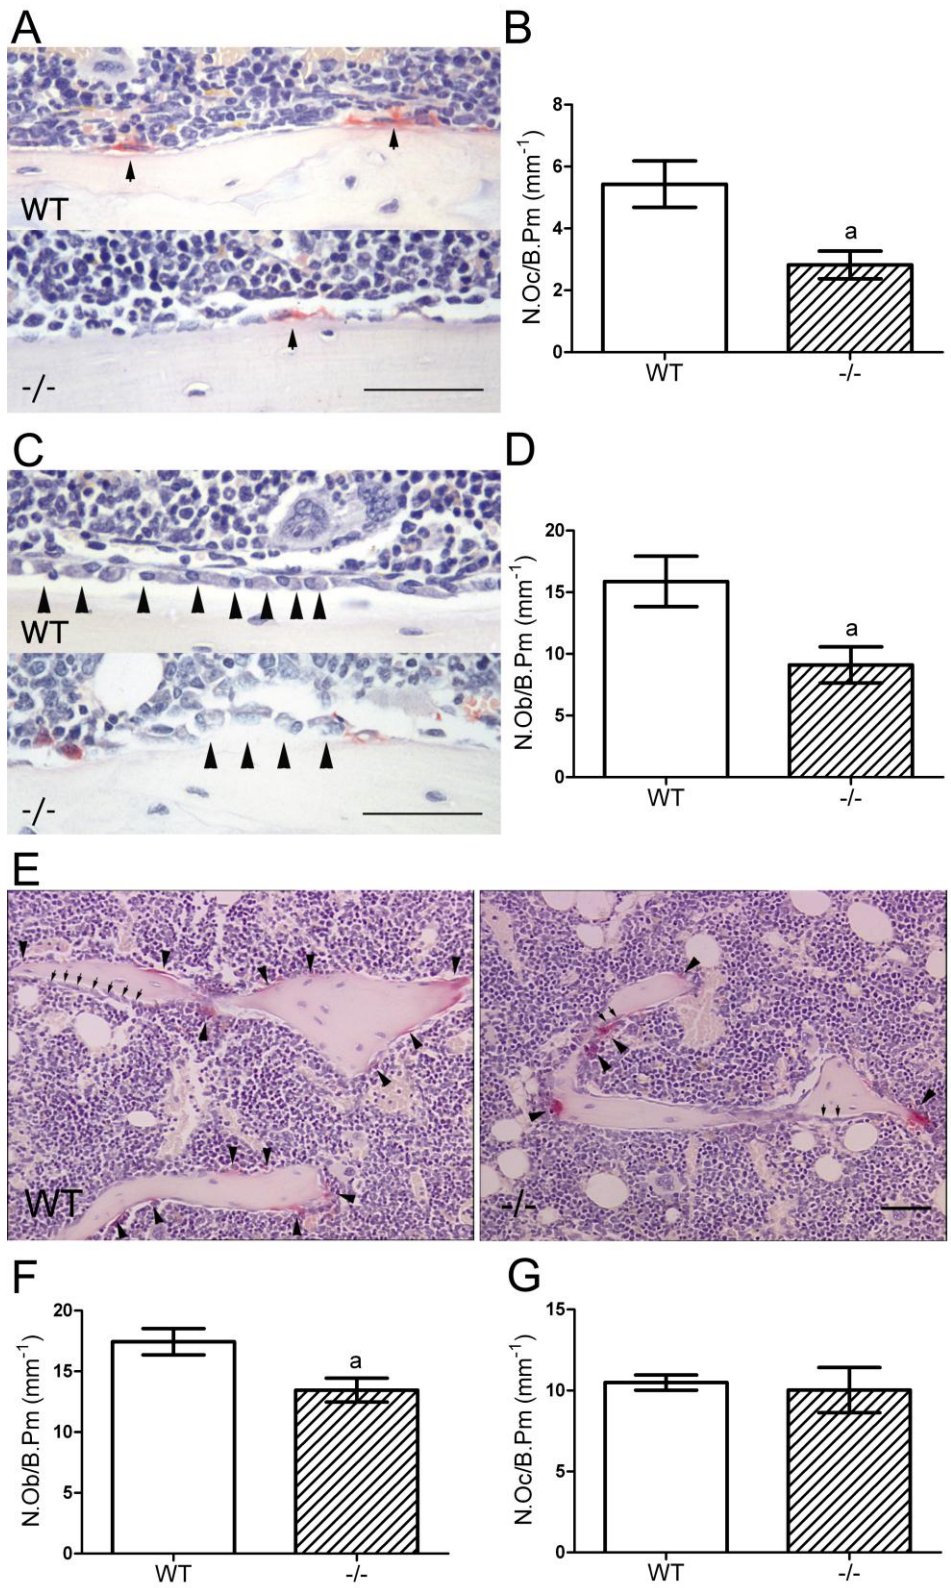 A
WT
-/-
B
N.Oc/B.Pm (mm-1)
8
6
4
2
0
a
WT
-/-
C
WT
-/-
D
N.Ob/B.Pm (mm-1)
20
15
10
5
0
a
WT
-/-
E
WT
-/-
F
N.Ob/B.Pm (mm-1)
20
15
10
5
0
a
WT
-/-
G
N.Oc/B.Pm (mm-1)
15
10
5
0
WT
-/-